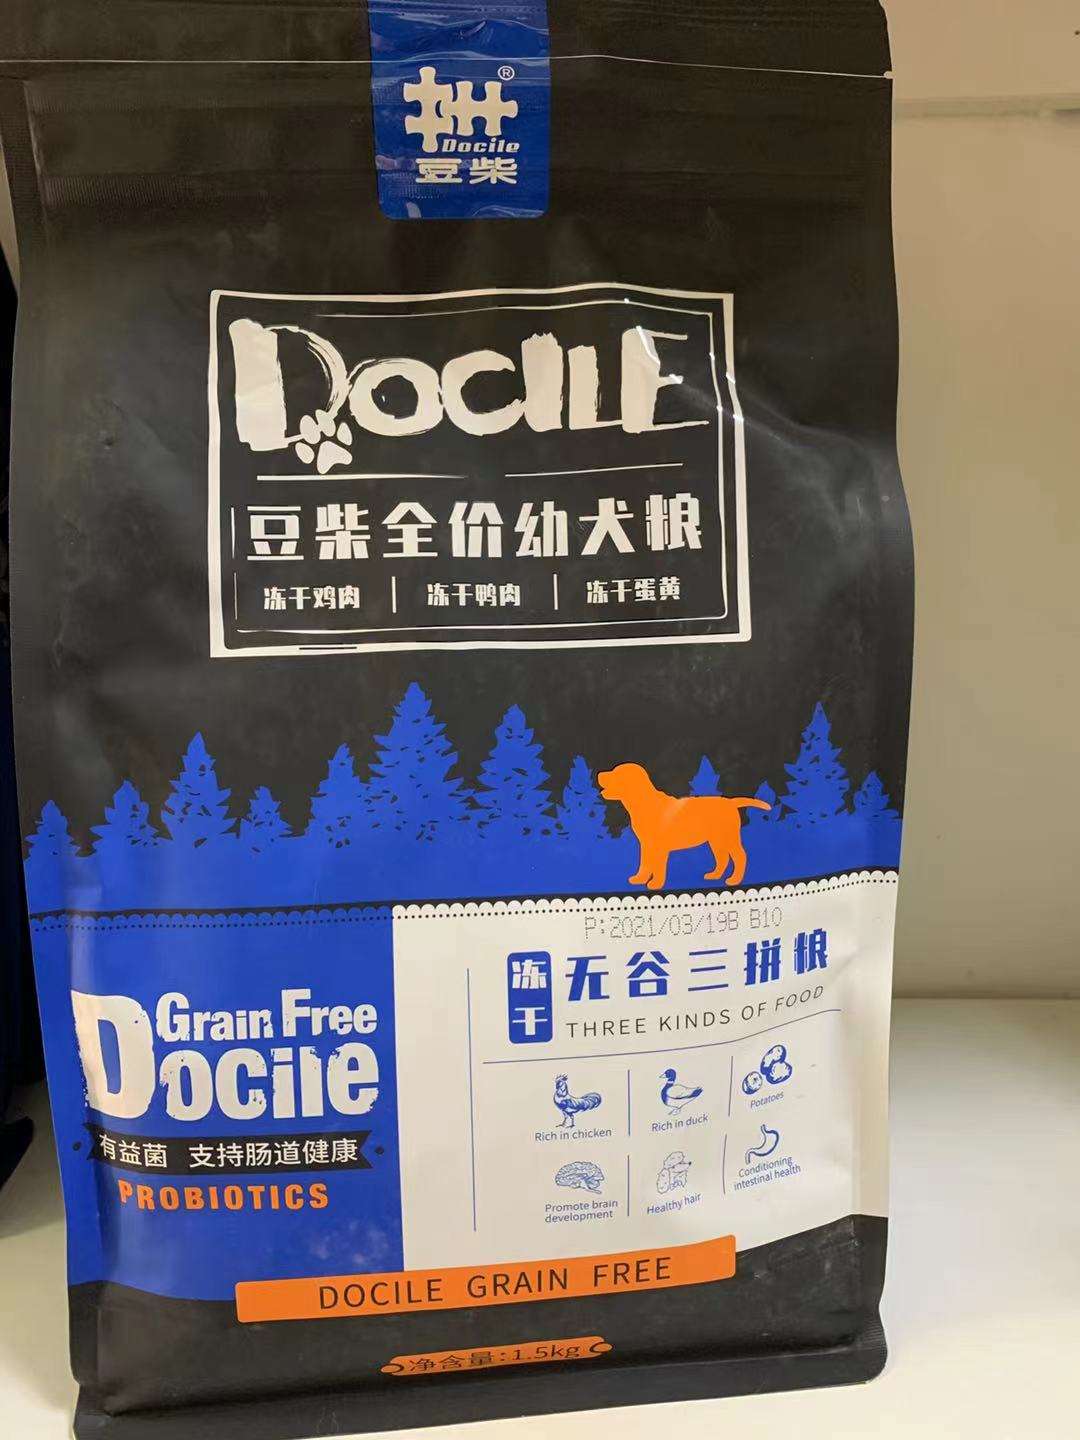 拼®
Docile
豆柴
DOCILE
豆柴全价幼犬粮
冻干鸡肉 | 冻干鸭肉 | 冻干蛋黄
P:2021/03/19B B10
冻干 无谷三拼粮
THREE KINDS OF FOOD
Grain Free
Docile
有益菌 支持肠道健康
PROBIOTICS
Rich in chicken
Rich in duck
Potatoes
Promote brain
development
Healthy hair
Conditioning
intestinal health
DOCILE GRAIN FREE
净含量:1.5kg